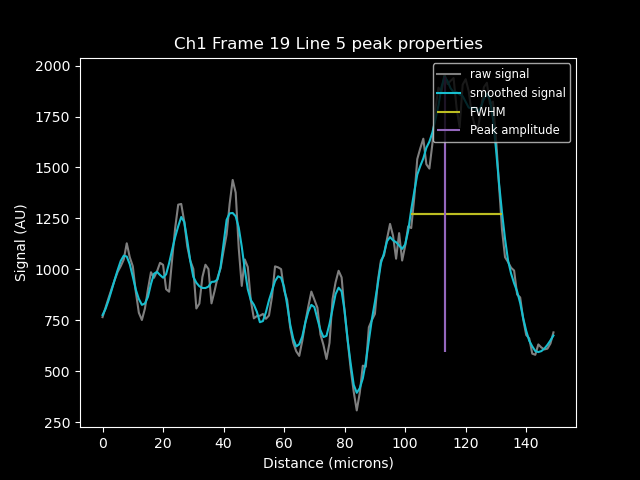 Ch1 Frame 19 Line 5 peak properties
raw signal
smoothed signal
FWHM
Peak amplitude
Signal (AU)
2000
1750
1500
1250
1000
750
500
250
0 20 40 60 80 100 120 140
Distance (microns)